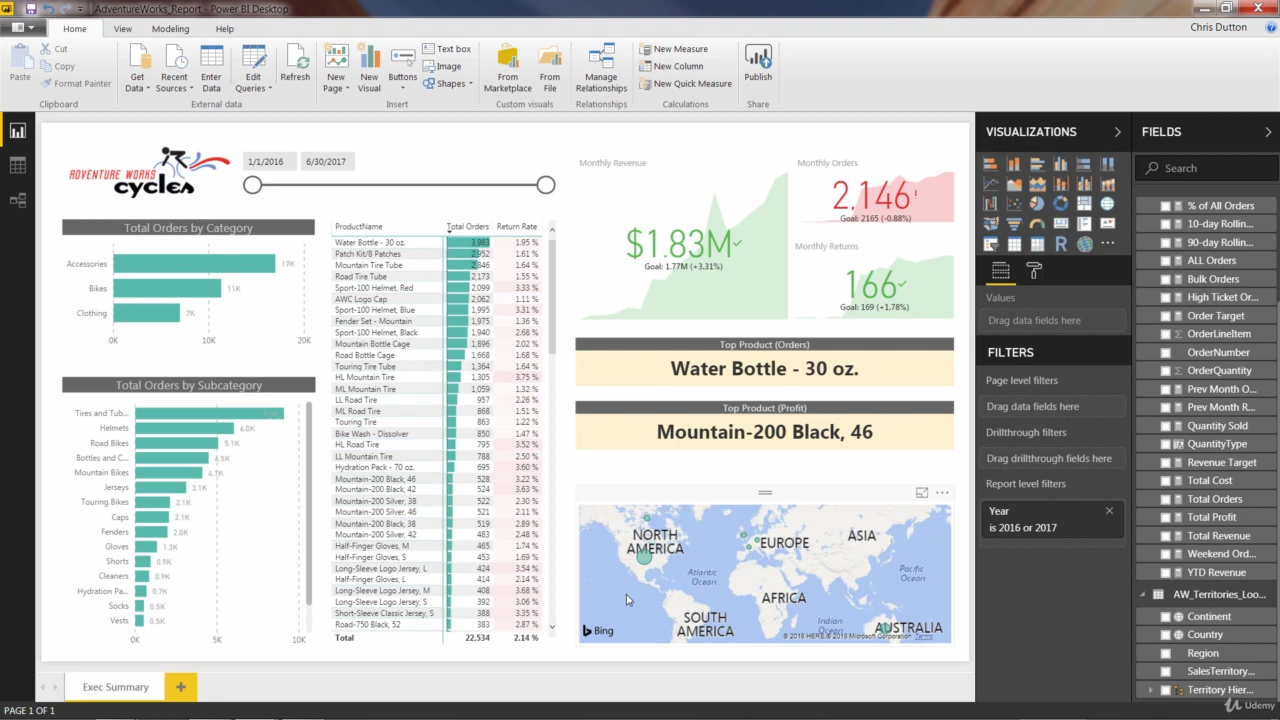 AdventureWorks_Report - Power BI Desktop
Home View Modeling Help
Chris Dutton
Paste
Cut
Copy
Format Painter
Clipboard
Get Data
Recent Sources
Enter Data
Edit Queries
Refresh
External data
New Page
New Visual
Buttons
Text box
Image
Shapes
Insert
From Marketplace
From File
Custom visuals
Manage Relationships
Relationships
New Measure
New Column
New Quick Measure
Calculations
Publish
Share
ADVENTURE WORKS
cycles
1/1/2016 6/30/2017
Total Orders by Category
Accessories 17K
Bikes 11K
Clothing 7K
0K 10K 20K
Total Orders by Subcategory
Tires and Tub...
Helmets 6.0K
Road Bikes 5.1K
Bottles and C... 4.5K
Mountain Bikes 4.1K
Jerseys 3.1K
Touring Bikes 2.1K
Caps 2.1K
Fenders 2.0K
Gloves 1.3K
Shorts 0.9K
Cleaners 0.9K
Hydration Pa... 0.7K
Socks 0.5K
Vests 0.5K
0K 5K 10K
ProductName Total Orders Return Rate
Water Bottle - 30 oz. 3,983 1.95 %
Patch Kit/8 Patches 2,952 1.61 %
Mountain Tire Tube 2,846 1.64 %
Road Tire Tube 2,173 1.55 %
Sport-100 Helmet, Red 2,099 3.33 %
AWC Logo Cap 2,062 1.11 %
Sport-100 Helmet, Blue 1,995 3.31 %
Fender Set - Mountain 1,975 1.36 %
Sport-100 Helmet, Black 1,940 2.68 %
Mountain Bottle Cage 1,896 2.02 %
Road Bottle Cage 1,668 1.68 %
Touring Tire Tube 1,364 1.64 %
HL Mountain Tire 1,305 3.75 %
ML Mountain Tire 1,059 1.32 %
LL Road Tire 957 2.26 %
ML Road Tire 868 1.51 %
Touring Tire 863 1.22 %
Bike Wash - Dissolver 850 1.47 %
HL Road Tire 795 3.52 %
LL Mountain Tire 788 2.50 %
Hydration Pack - 70 oz. 695 3.60 %
Mountain-200 Black, 46 528 3.22 %
Mountain-200 Black, 42 524 3.63 %
Mountain-200 Silver, 38 522 2.30 %
Mountain-200 Silver, 46 521 2.11 %
Mountain-200 Black, 38 519 2.89 %
Mountain-200 Silver, 42 483 2.48 %
Half-Finger Gloves, M 465 1.74 %
Half-Finger Gloves, S 453 1.69 %
Long-Sleeve Logo Jersey, L 424 3.54 %
Half-Finger Gloves, L 414 2.14 %
Long-Sleeve Logo Jersey, M 408 3.68 %
Long-Sleeve Logo Jersey, S 392 3.06 %
Short-Sleeve Classic Jersey, S 388 3.35 %
Road-750 Black, 52 383 2.87 %
Total 22,534 2.14 %
Monthly Revenue
$1.83M
Goal: 1.77M (+3.31%)
Monthly Orders
2,146!
Goal: 2165 (-0.88%)
Monthly Returns
166
Goal: 169 (+1.78%)
Top Product (Orders)
Water Bottle - 30 oz.
Top Product (Profit)
Mountain-200 Black, 46
NORTH AMERICA
EUROPE
ASIA
Atlantic Ocean
Pacific Ocean
AFRICA
SOUTH AMERICA
Indian Ocean
AUSTRALIA
Bing
© 2018 HERE, © 2018 Microsoft Corporation Terms
VISUALIZATIONS
R
Values
Drag data fields here
FILTERS
Page level filters
Drag data fields here
Drillthrough filters
Drag drillthrough fields here
Report level filters
Year
is 2016 or 2017
FIELDS
Search
% of All Orders
10-day Rollin...
90-day Rollin...
ALL Orders
Bulk Orders
High Ticket Or...
Order Target
OrderLineItem
OrderNumber
OrderQuantity
Prev Month O...
Prev Month R...
Quantity Sold
QuantityType
Revenue Target
Total Cost
Total Orders
Total Profit
Total Revenue
Weekend Ord...
YTD Revenue
AW_Territories_Loo...
Continent
Country
Region
SalesTerritory...
Territory Hier...
Exec Summary
PAGE 1 OF 1
Udemy